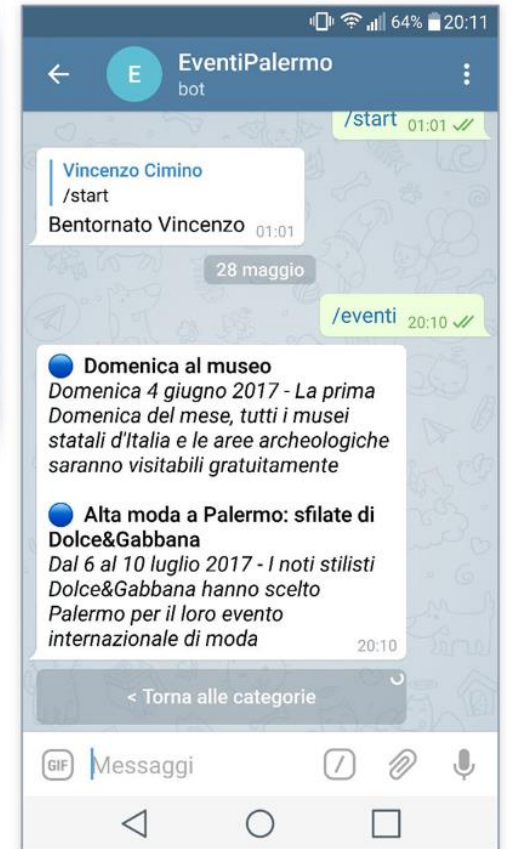 64% 20:11
E
EventiPalermo
bot
/start 01:01
Vincenzo Cimino
/start
Bentornato Vincenzo 01:01
28 maggio
/eventi 20:10
Domenica al museo
Domenica 4 giugno 2017 - La prima
Domenica del mese, tutti i musei
statali d'Italia e le aree archeologiche
saranno visitabili gratuitamente
Alta moda a Palermo: sfilate di
Dolce&Gabbana
Dal 6 al 10 luglio 2017 - I noti stilisti
Dolce&Gabbana hanno scelto
Palermo per il loro evento
internazionale di moda
20:10
< Torna alle categorie
GIF Messaggi /